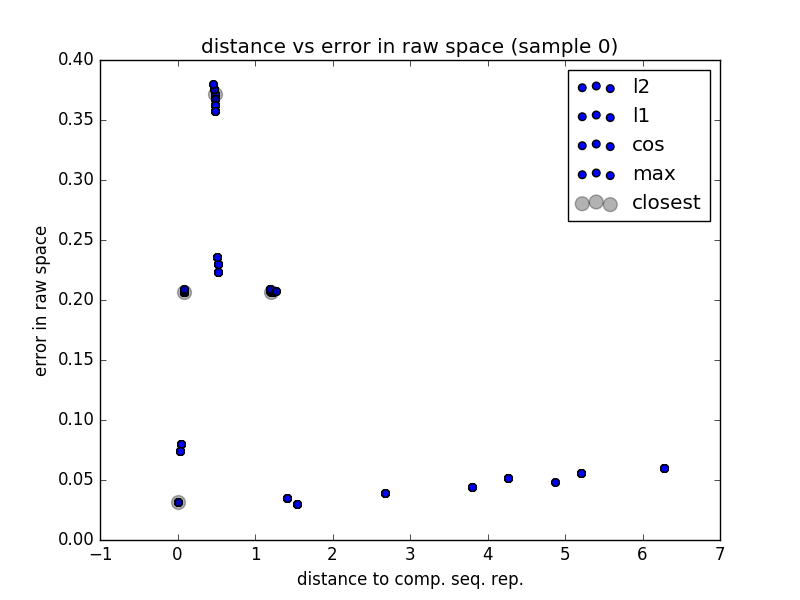 distance vs error in raw space (sample 0)
0.40
0.35
0.30
0.25
0.20
0.15
0.10
0.05
0.00
error in raw space
l2
l1
cos
max
closest
−1 0 1 2 3 4 5 6 7
distance to comp. seq. rep.